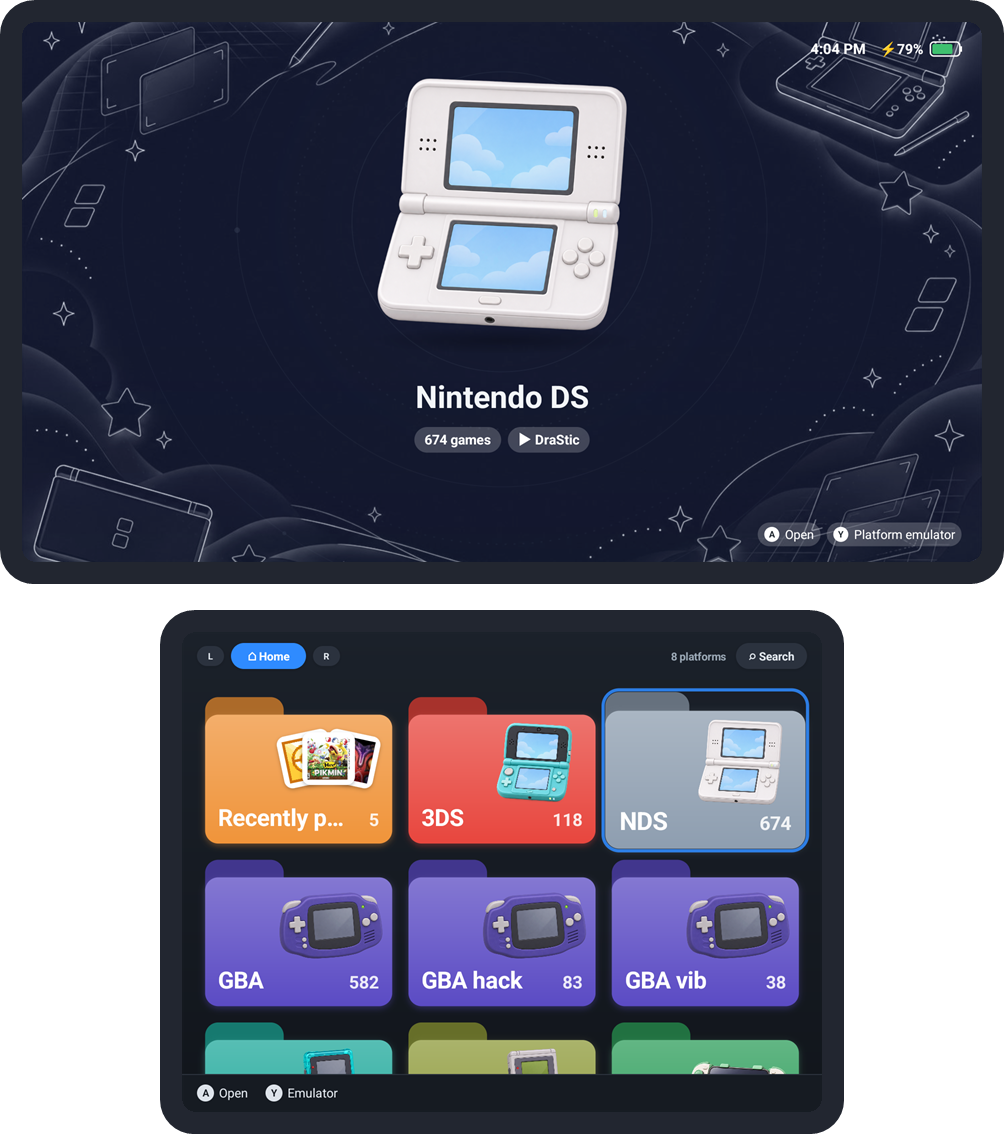 4:04 PM ⚡79%
Nintendo DS
674 games ▶ DraStic
A Open Y Platform emulator
L Home R 8 platforms Search
PIKMIN
Recently p... 5 3DS 118 NDS 674
GBA 582 GBA hack 83 GBA vib 38
A Open Y Emulator